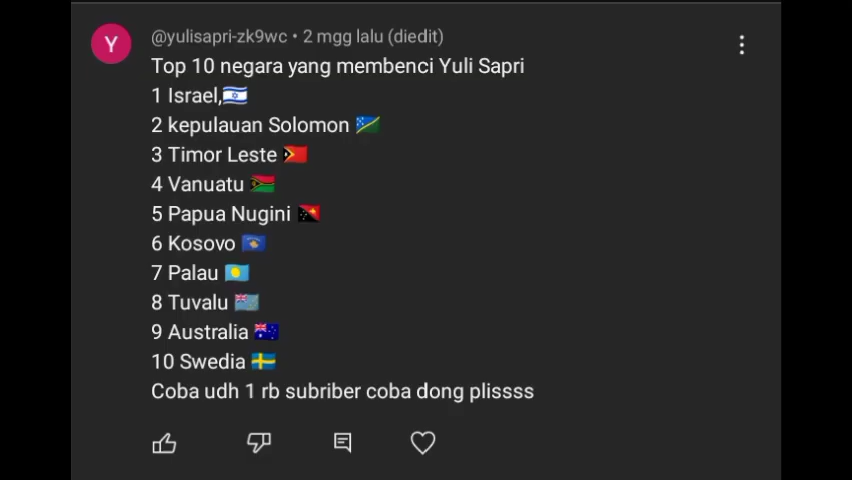 Y
@yulisapri-zk9wc • 2 mgg lalu (diedit)
Top 10 negara yang membenci Yuli Sapri
1 Israel,🇮🇱
2 kepulauan Solomon 🇸🇧
3 Timor Leste 🇹🇱
4 Vanuatu 🇻🇺
5 Papua Nugini 🇵🇬
6 Kosovo 🇽🇰
7 Palau 🇵🇼
8 Tuvalu 🇹🇻
9 Australia 🇦🇺
10 Swedia 🇸🇪
Coba udh 1 rb subriber coba dong plissss